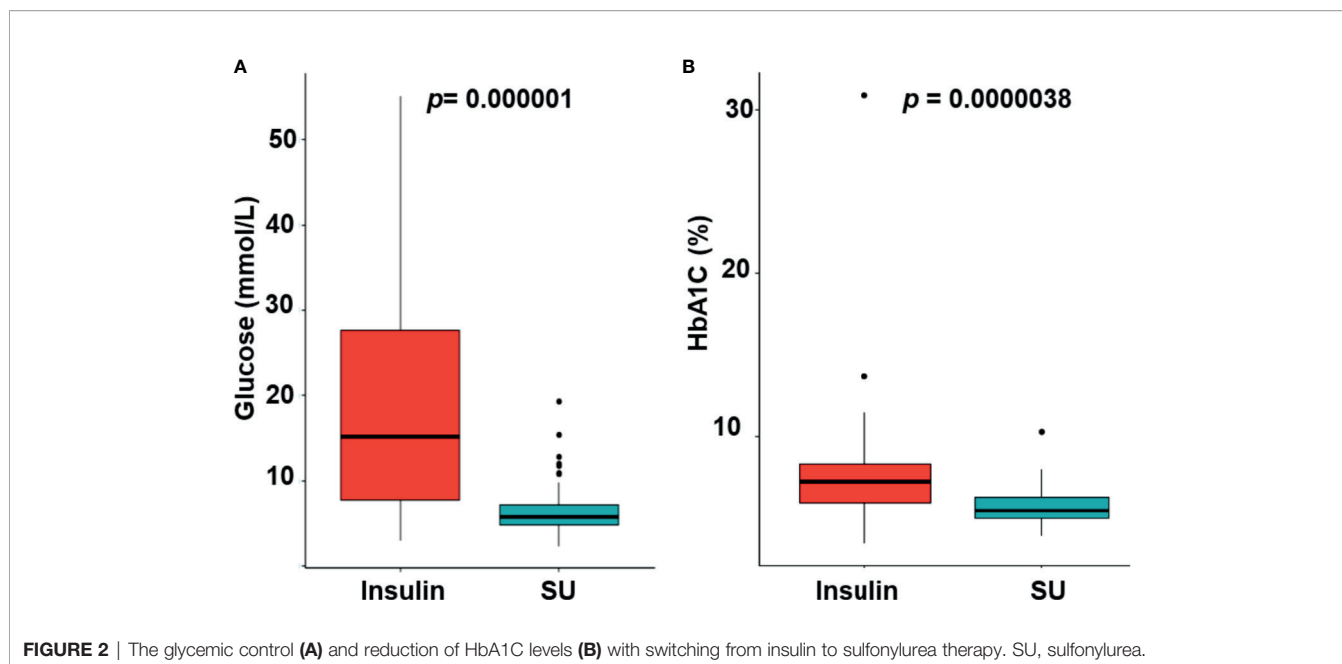 A
p= 0.000001
Glucose (mmol/L)
50
40
30
20
10
Insulin
SU
B
p = 0.0000038
HbA1C (%)
30
20
10
Insulin
SU
FIGURE 2 | The glycemic control (A) and reduction of HbA1C levels (B) with switching from insulin to sulfonylurea therapy. SU, sulfonylurea.